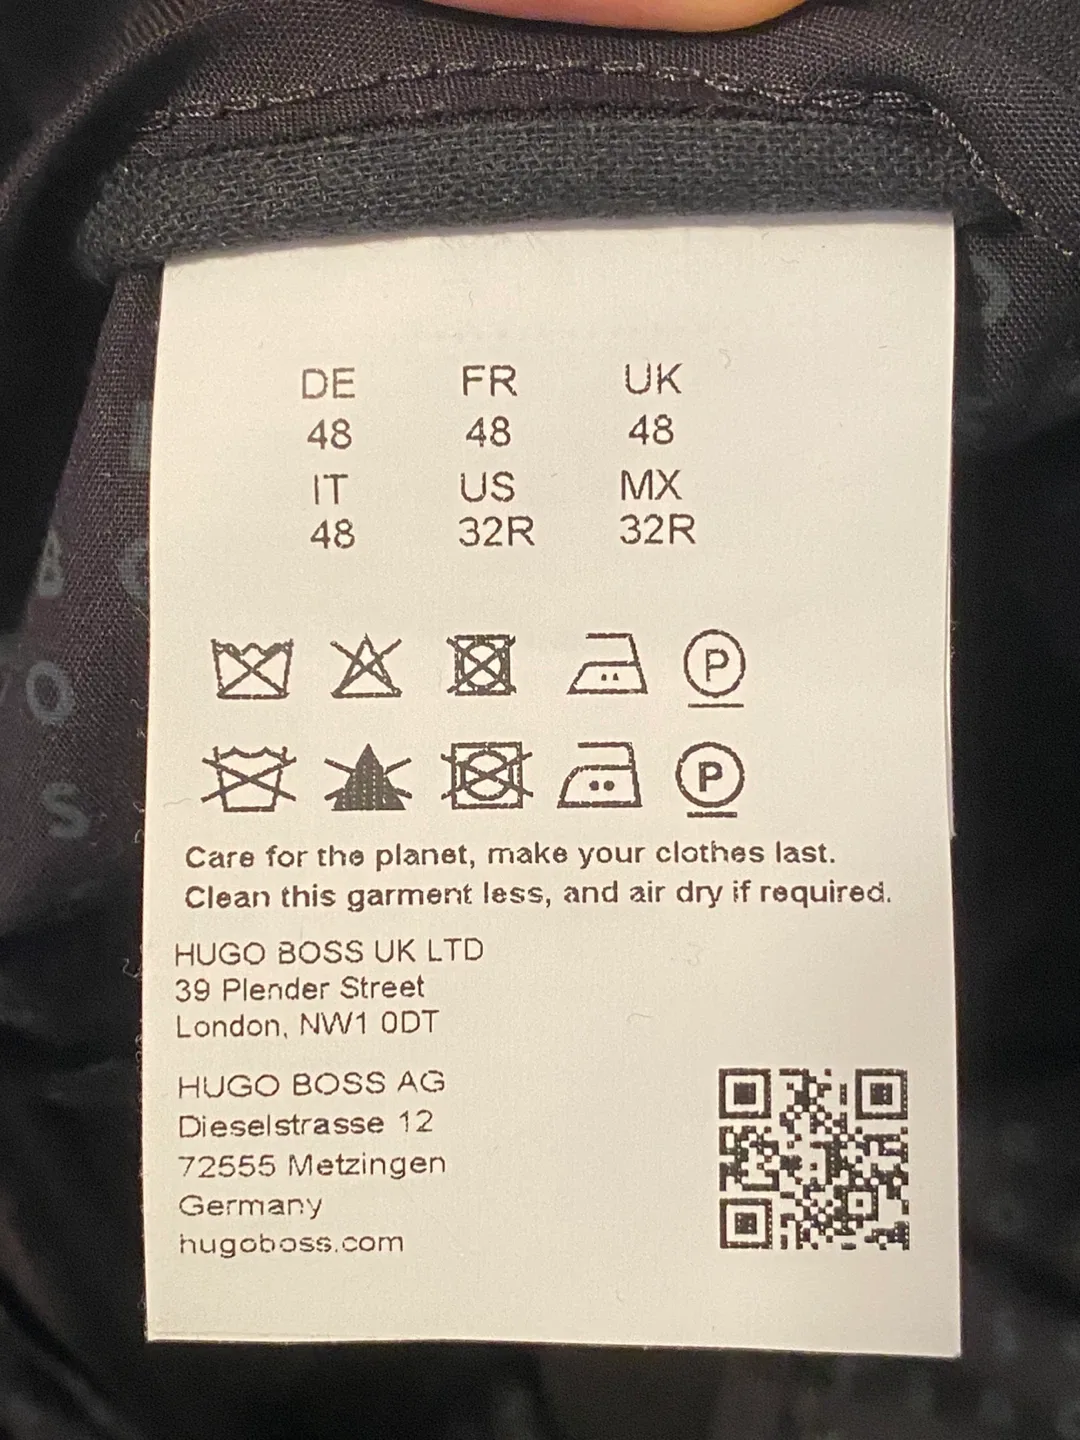 DE FR UK
48 48 48
IT US MX
48 32R 32R
P
P
Care for the planet, make your clothes last.
Clean this garment less, and air dry if required.
HUGO BOSS UK LTD
39 Plender Street
London, NW1 0DT
HUGO BOSS AG
Dieselstrasse 12
72555 Metzingen
Germany
hugoboss.com